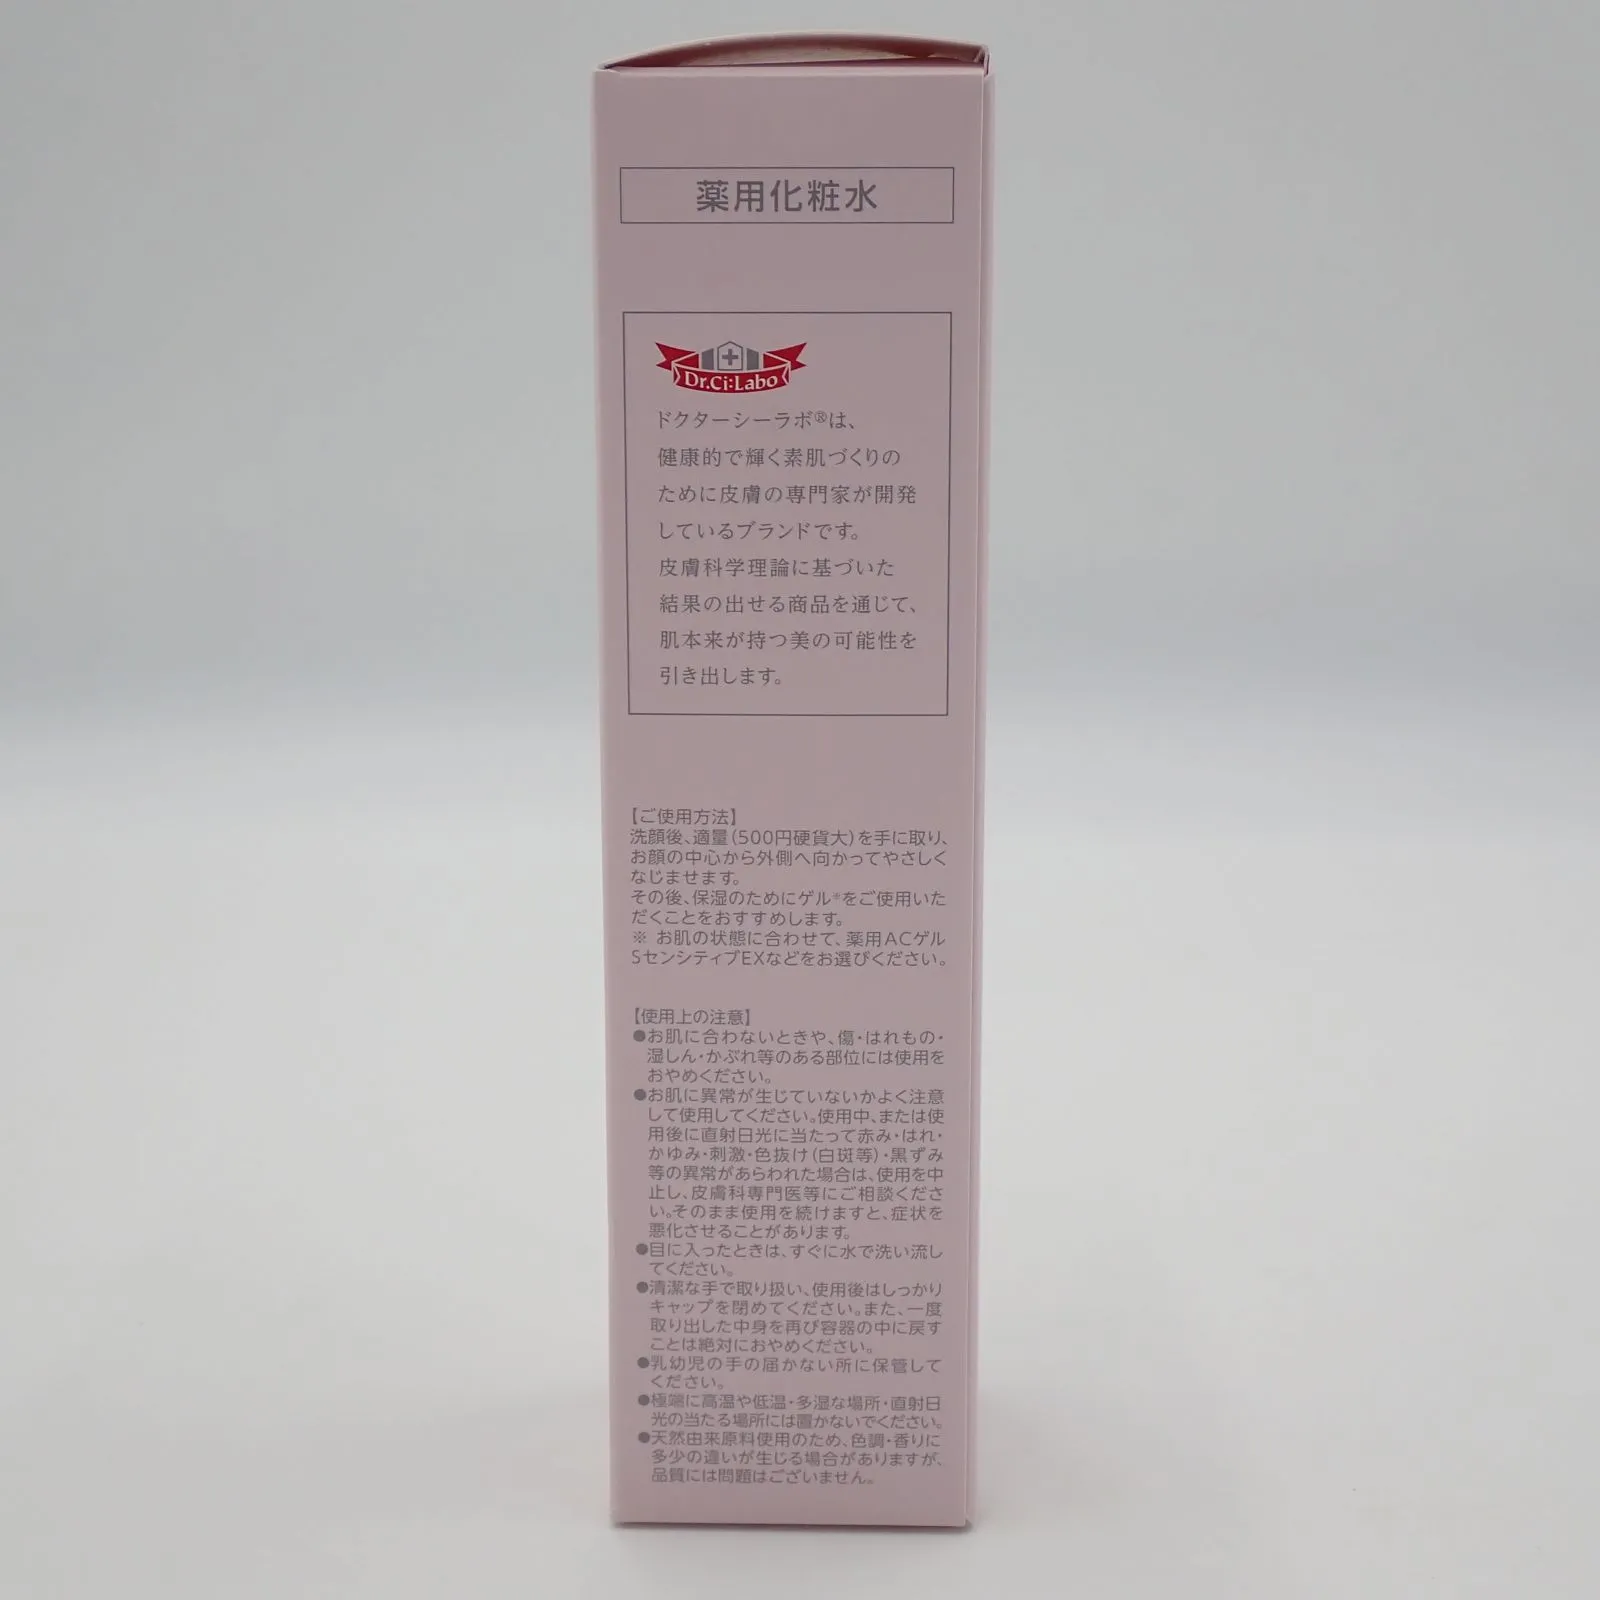 薬用化粧水
Dr.Ci:Labo
ドクターシーラボ®は、
健康的で輝く素肌づくりの
ために皮膚の専門家が開発
しているブランドです。
皮膚科学理論に基づいた
結果の出せる商品を通じて、
肌本来が持つ美の可能性を
引き出します。
【ご使用方法】
洗顔後、適量(500円硬貨大)を手に取り、
お顔の中心から外側へ向かってやさしく
なじませます。
その後、保湿のためにゲル※をご使用いた
だくことをおすすめします。
※ お肌の状態に合わせて、薬用ACゲル
SセンシティブEXなどをお選びください。
【使用上の注意】
●お肌に合わないときや、傷・はれもの・
湿しん・かぶれ等のある部位には使用を
おやめください。
●お肌に異常が生じていないかよく注意
して使用してください。使用中、または使
用後に直射日光に当たって赤み・はれ・
かゆみ・刺激・色抜け(白斑等)・黒ずみ
等の異常があらわれた場合は、使用を中
止し、皮膚科専門医等にご相談くださ
い。そのまま使用を続けますと、症状を
悪化させることがあります。
●目に入ったときは、すぐに水で洗い流し
てください。
●清潔な手で取り扱い、使用後はしっかり
キャップを閉めてください。また、一度
取り出した中身を再び容器の中に戻す
ことは絶対におやめください。
●乳幼児の手の届かない所に保管して
ください。
●極端に高温や低温・多湿な場所・直射日
光の当たる場所には置かないでください。
●天然由来原料使用のため、色調・香りに
多少の違いが生じる場合がありますが、
品質には問題はございません。